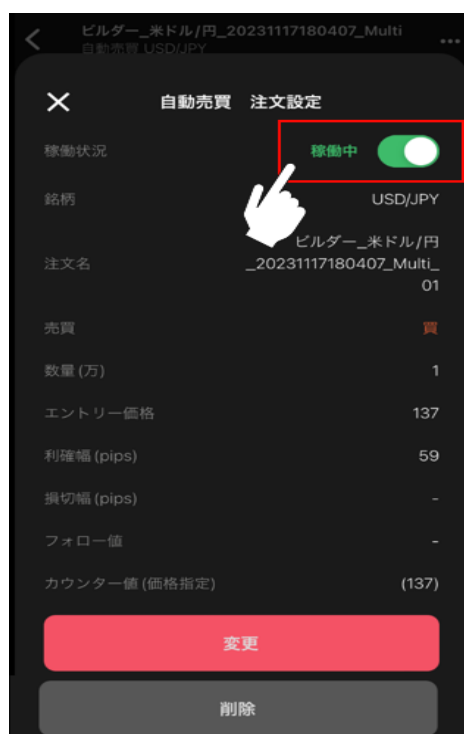 ビルダー_米ドル/円_20231117180407_Multi
自動売買 USD/JPY
自動売買 注文設定
稼働状況 稼働中
銘柄 USD/JPY
注文名 ビルダー_米ドル/円
_20231117180407_Multi_
01
売買 買
数量(万) 1
エントリー価格 137
利確幅(pips) 59
損切幅(pips) -
フォロー値 -
カウンター値(価格指定) (137)
変更
削除